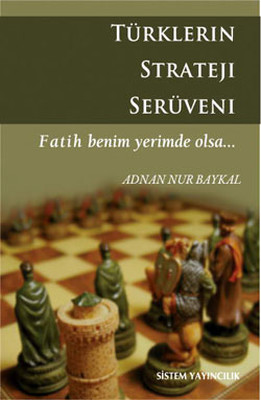 TÜRKLERIN
STRATEJI
SERÜVENI
Fatih benim yerimde olsa...
ADNAN NUR BAYKAL
SİSTEM YAYINCILIK